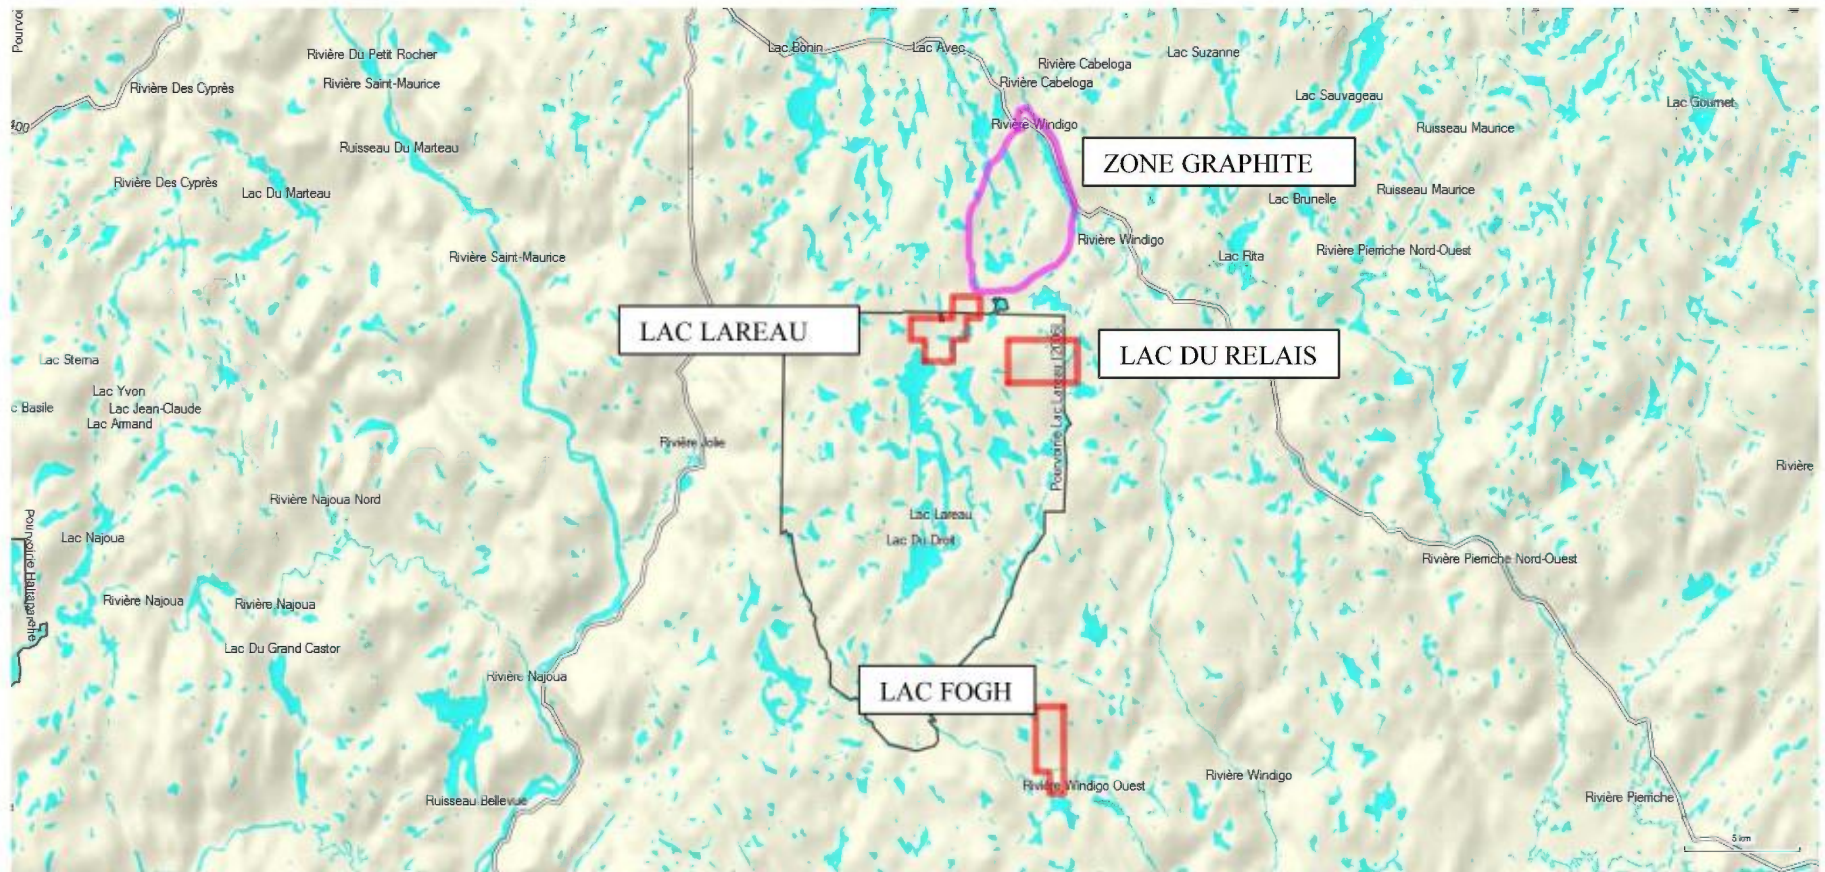 Lac Bonin
Lac Avec
Rivière Du Petit Rocher
Lac Suzanne
Rivière Cabeloga
Rivière Cabeloga
Rivière Saint-Maurice
Rivière Des Cyprès
Lac Sauvageau
Lac Gournet
Rivière Windigo
Ruisseau Maurice
Ruisseau Du Marteau
ZONE GRAPHITE
Rivière Des Cyprès
Lac Du Marteau
Ruisseau Maurice
Lac Brunelle
Rivière Windigo
Rivière Pierriche Nord-Ouest
Rivière Saint-Maurice
Lac Rita
LAC LAREAU
LAC DU RELAIS
Lac Sterna
Lac Yvon
c Basile
Lac Jean-Claude
Lac Armand
Pourvoirie Lac Lareau (2006)
Rivière Jolie
Rivière
Rivière Najoua Nord
Lac Lareau
Lac Najoua
Lac Du Droit
Rivière Pierriche Nord-Ouest
Rivière Najoua
Rivière Najoua
Lac Du Grand Castor
Rivière Najoua
LAC FOGH
Rivière Windigo
Rivière Windigo Ouest
Ruisseau Bellevue
Rivière Pierriche
5 km